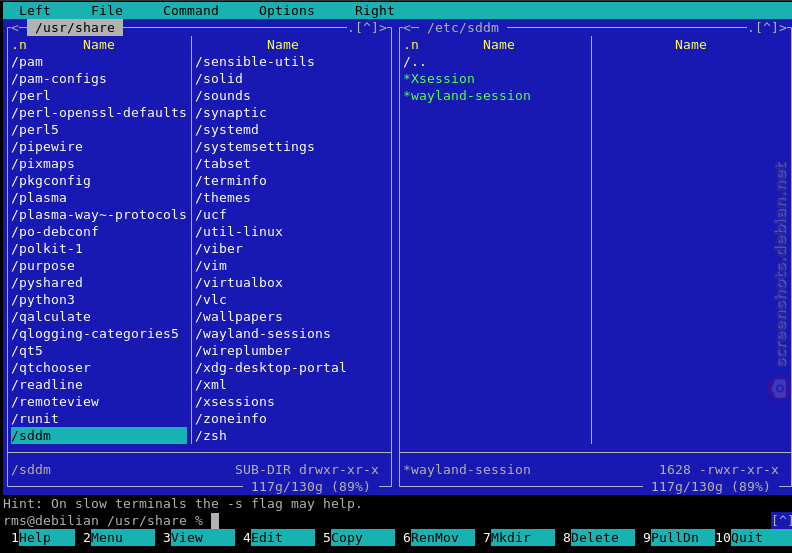 Left File Command Options Right
<─ /usr/share ─.[^]> <─ /etc/sddm ─.[^]>
.n Name Name .n Name Name
/pam /sensible-utils /..
/pam-configs /solid *Xsession
/perl /sounds *wayland-session
/perl-openssl-defaults /synaptic
/perl5 /systemd
/pipewire /systemsettings
/pixmaps /tabset
/pkgconfig /terminfo
/plasma /themes
/plasma-way~-protocols /ucf
/po-debconf /util-linux
/polkit-1 /viber
/purpose /vim
/pyshared /virtualbox
/python3 /vlc
/qalculate /wallpapers
/qlogging-categories5 /wayland-sessions
/qt5 /wireplumber
/qtchooser /xdg-desktop-portal
/readline /xml
/remoteview /xsessions
/runit /zoneinfo
/sddm /zsh
/sddm SUB-DIR drwxr-xr-x *wayland-session 1628 -rwxr-xr-x
117g/130g (89%) 117g/130g (89%)
Hint: On slow terminals the -s flag may help.
rms@debilian /usr/share % [^]
1Help 2Menu 3View 4Edit 5Copy 6RenMov 7Mkdir 8Delete 9PullDn 10Quit
screenshots.debian.net